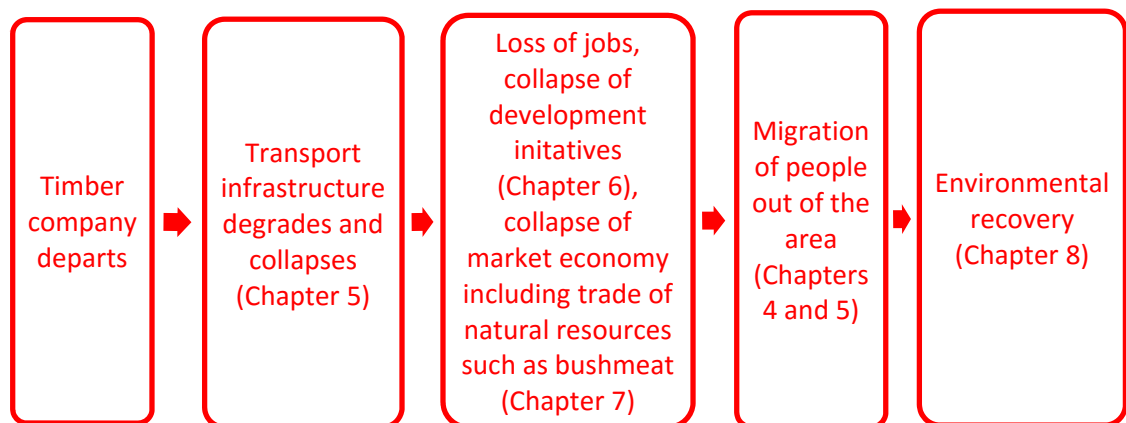 Timber
company
departs
Transport
infrastructure
degrades and
collapses
(Chapter 5)
Loss of jobs,
collapse of
development
initatives
(Chapter 6),
collapse of
market economy
including trade of
natural resources
such as bushmeat
(Chapter 7)
Migration
of people
out of the
area
(Chapters
4 and 5)
Environmental
recovery
(Chapter 8)